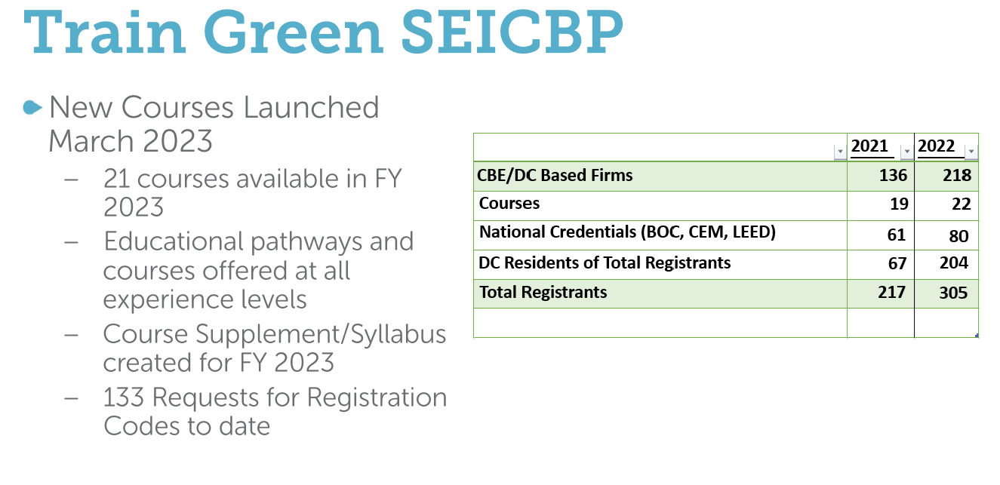 Train Green SEICBP
New Courses Launched
March 2023
– 21 courses available in FY
2023
– Educational pathways and
courses offered at all
experience levels
– Course Supplement/Syllabus
created for FY 2023
– 133 Requests for Registration
Codes to date
2021 2022
CBE/DC Based Firms 136 218
Courses 19 22
National Credentials (BOC, CEM, LEED) 61 80
DC Residents of Total Registrants 67 204
Total Registrants 217 305